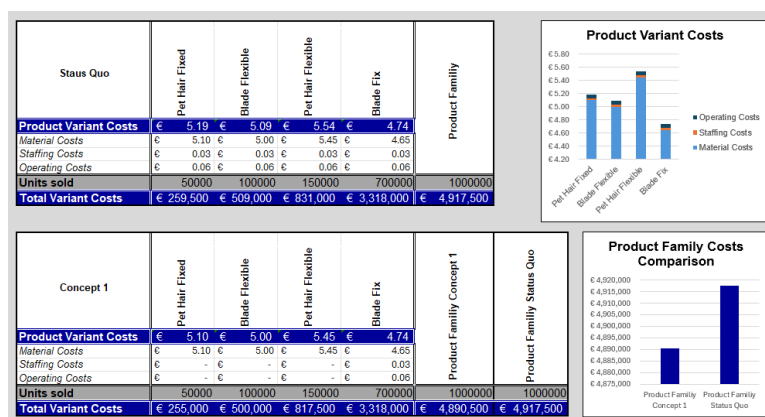 Staus Quo
Pet Hair Fixed
Blade Flexible
Pet Hair Flexible
Blade Fix
Product Familiy
Product Variant Costs € 5.19 € 5.09 € 5.54 € 4.74
Material Costs € 5.10 € 5.00 € 5.45 € 4.65
Staffing Costs € 0.03 € 0.03 € 0.03 € 0.03
Operating Costs € 0.06 € 0.06 € 0.06 € 0.06
Units sold 50000 100000 150000 700000 1000000
Total Variant Costs € 259,500 € 509,000 € 831,000 € 3,318,000 € 4,917,500
Product Variant Costs
€ 5.80
€ 5.60
€ 5.40
€ 5.20
€ 5.00
€ 4.80
€ 4.60
€ 4.40
€ 4.20
Pet Hair Fixed
Blade Flexible
Pet Hair Flexible
Blade Fix
Operating Costs
Staffing Costs
Material Costs
Concept 1
Pet Hair Fixed
Blade Flexible
Pet Hair Flexible
Blade Fix
Product Familiy Concept 1
Product Familiy Status Quo
Product Variant Costs € 5.10 € 5.00 € 5.45 € 4.74
Material Costs € 5.10 € 5.00 € 5.45 € 4.65
Staffing Costs € - € - € - € 0.03
Operating Costs € - € - € - € 0.06
Units sold 50000 100000 150000 700000 1000000 1000000
Total Variant Costs € 255,000 € 500,000 € 817,500 € 3,318,000 € 4,890,500 € 4,917,500
Product Family Costs
Comparison
€ 4,920,000
€ 4,915,000
€ 4,910,000
€ 4,905,000
€ 4,900,000
€ 4,895,000
€ 4,890,000
€ 4,885,000
€ 4,880,000
€ 4,875,000
Product Familiy
Concept 1
Product Familiy
Status Quo